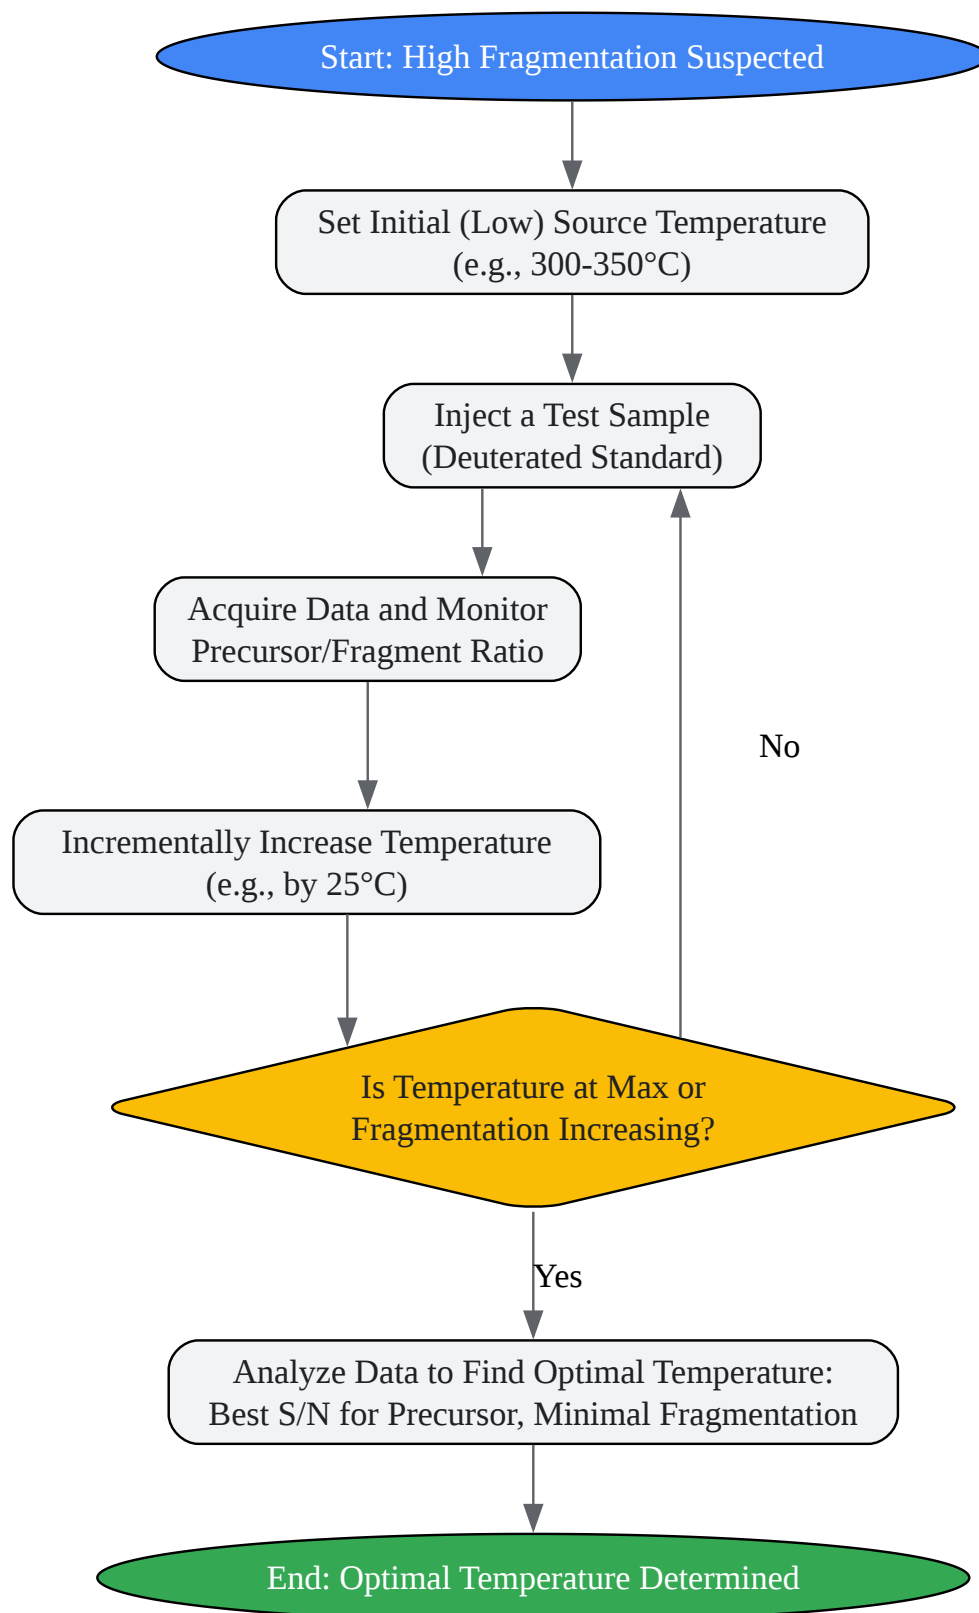 Start: High Fragmentation Suspected
Set Initial (Low) Source Temperature
(e.g., 300-350°C)
Inject a Test Sample
(Deuterated Standard)
Acquire Data and Monitor
Precursor/Fragment Ratio
No
Incrementally Increase Temperature
(e.g., by 25°C)
Is Temperature at Max or
Fragmentation Increasing?
Yes
Analyze Data to Find Optimal Temperature:
Best S/N for Precursor, Minimal Fragmentation
End: Optimal Temperature Determined